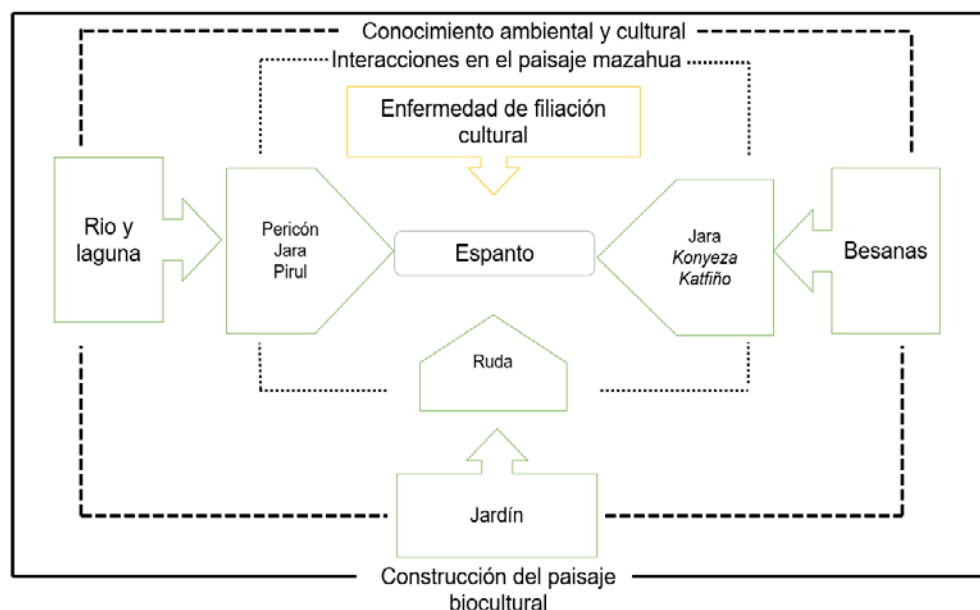 Conocimiento ambiental y cultural
Interacciones en el paisaje mazahua
Enfermedad de filiación
cultural
Rio y
laguna
Pericón
Jara
Pirul
Espanto
Jara
Konyeza
Katfiño
Besanas
Ruda
Jardín
Construcción del paisaje
biocultural